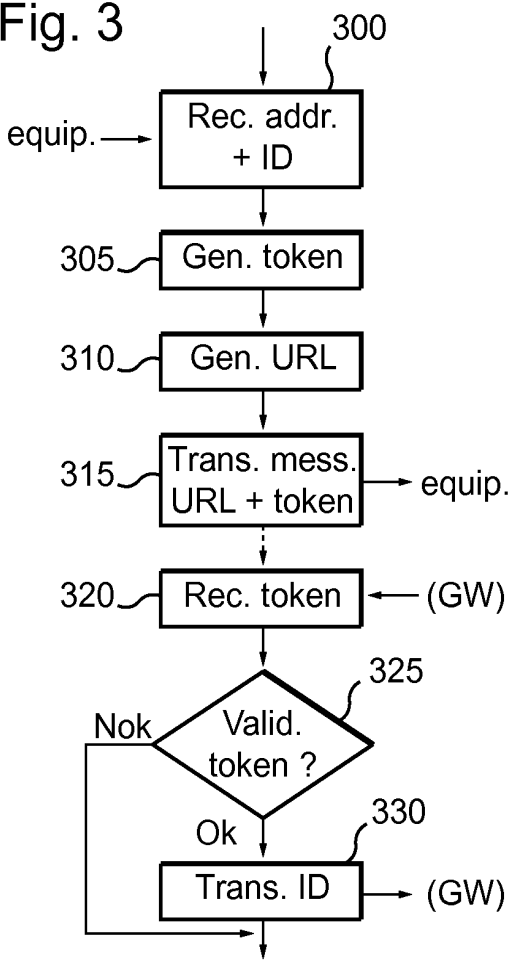 Fig. 3
300
equip.
Rec. addr.
+ ID
305
Gen. token
310
Gen. URL
315
Trans. mess.
URL + token
equip.
320
Rec. token
(GW)
325
Nok
Valid.
token ?
Ok
330
Trans. ID
(GW)